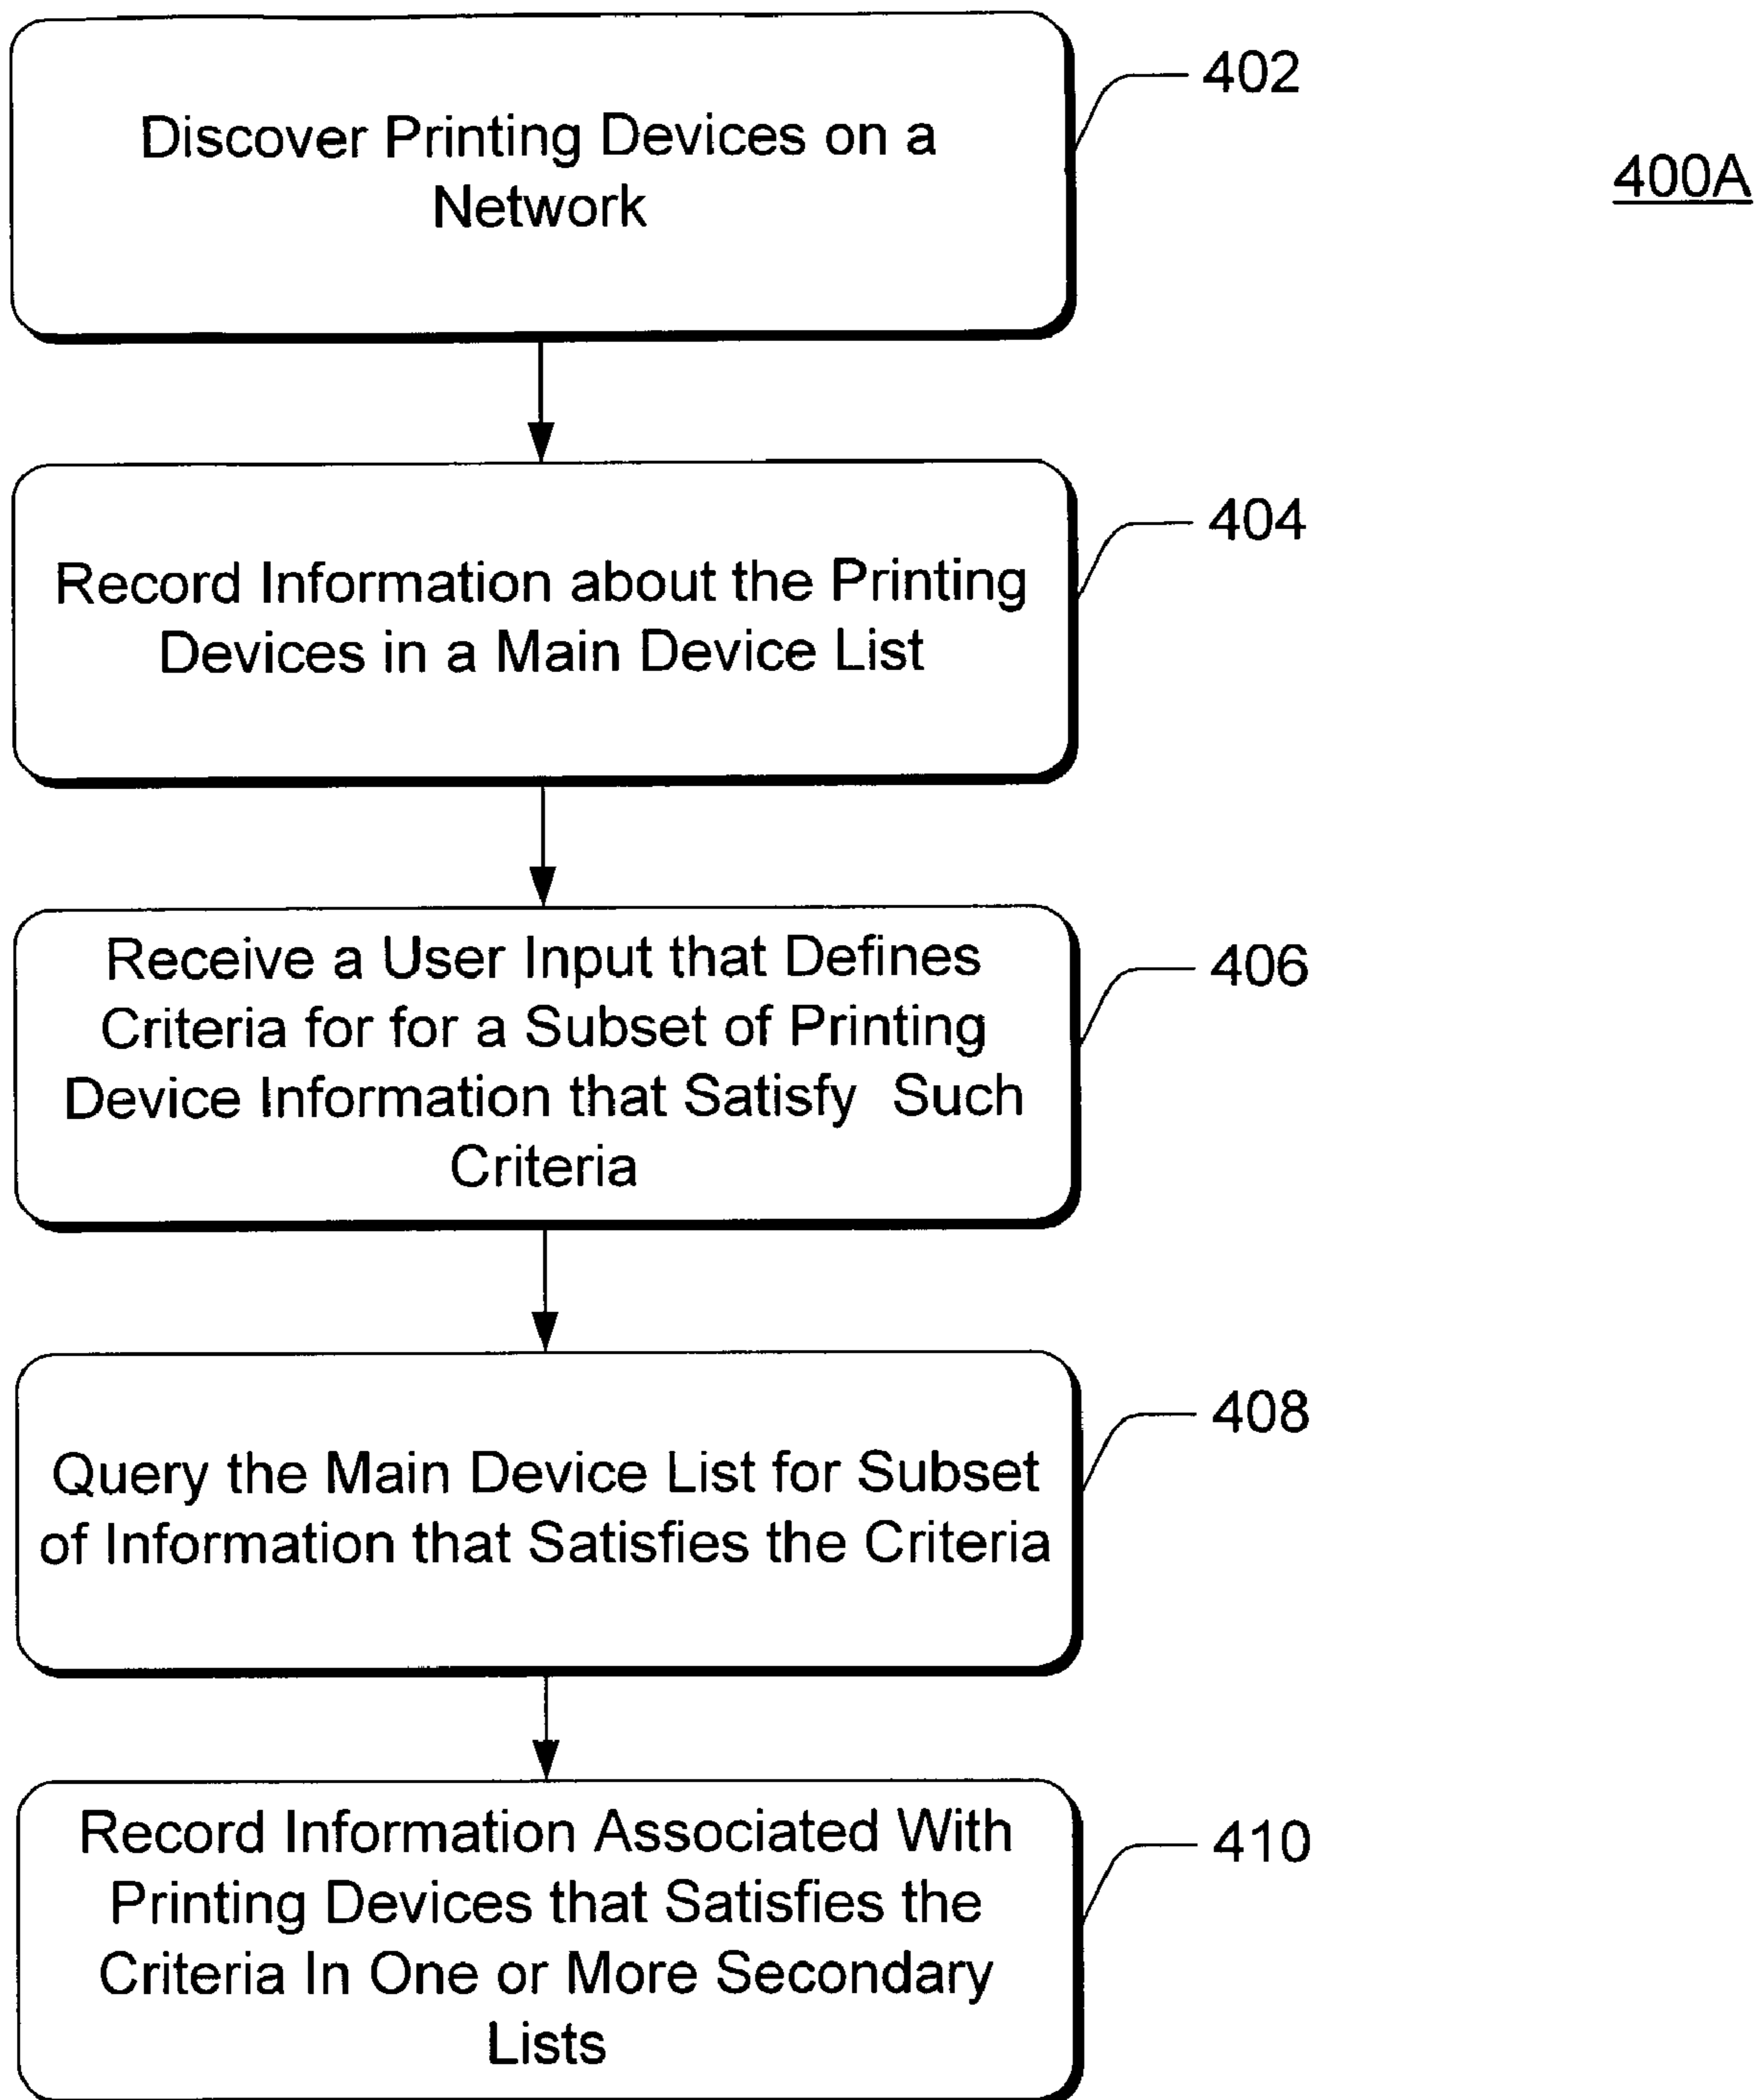 Discover Printing Devices on a
Network
402
400A
Record Information about the Printing
Devices in a Main Device List
404
Receive a User Input that Defines
Criteria for for a Subset of Printing
Device Information that Satisfy Such
Criteria
406
Query the Main Device List for Subset
of Information that Satisfies the Criteria
408
Record Information Associated With
Printing Devices that Satisfies the
Criteria In One or More Secondary
Lists
410